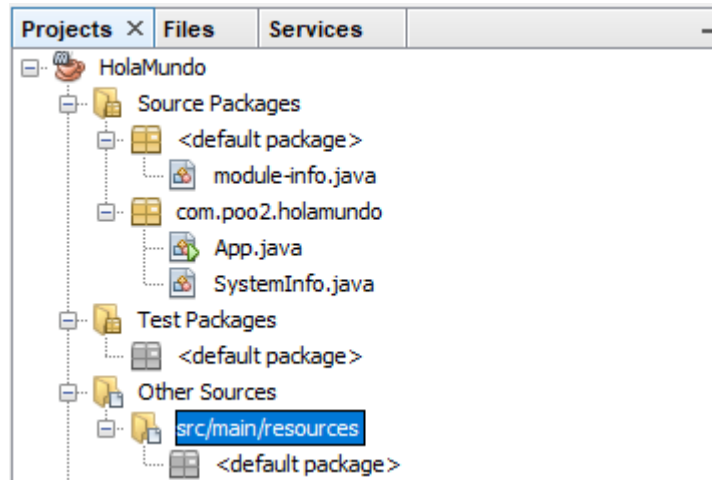 Projects × Files Services
HolaMundo
Source Packages
<default package>
module-info.java
com.poo2.holamundo
App.java
SystemInfo.java
Test Packages
<default package>
Other Sources
src/main/resources
<default package>